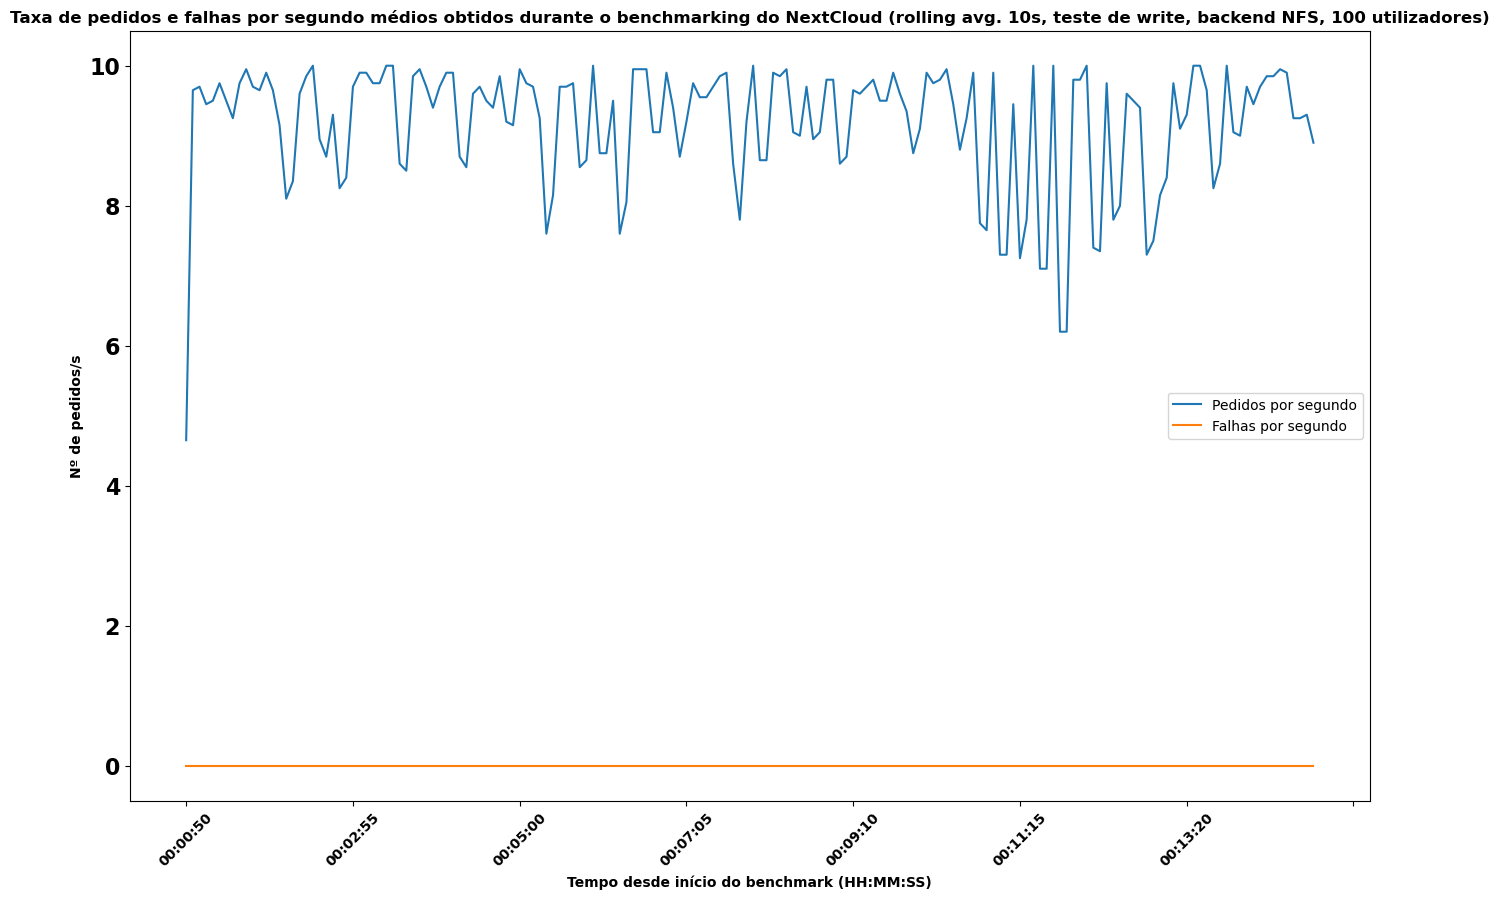 Taxa de pedidos e falhas por segundo médios obtidos durante o benchmarking do NextCloud (rolling avg. 10s, teste de write, backend NFS, 100 utilizadores)
10
8
6
4
2
0
Nº de pedidos/s
Pedidos por segundo
Falhas por segundo
00:00:50
00:02:55
00:05:00
00:07:05
00:09:10
00:11:15
00:13:20
Tempo desde início do benchmark (HH:MM:SS)